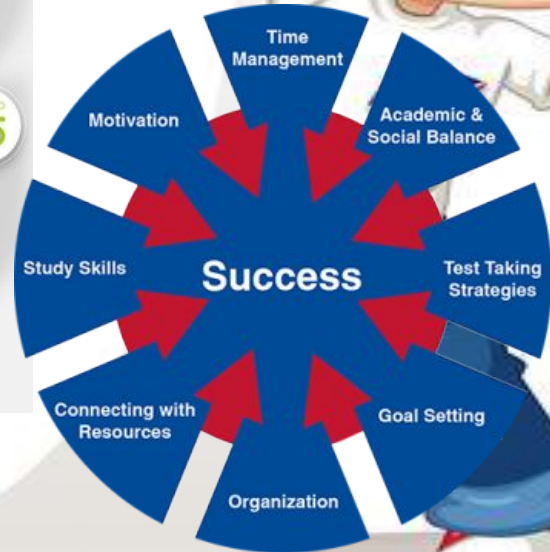 Time
Management
Academic &
Social Balance
Test Taking
Strategies
Goal Setting
Organization
Connecting with
Resources
Study Skills
Motivation
Success